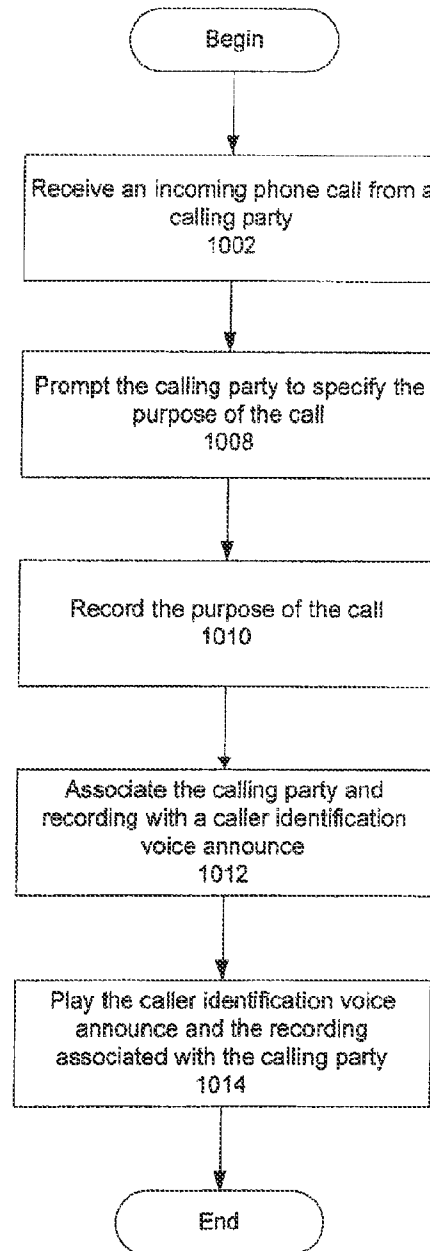 Begin
Receive an incoming phone call from a
calling party
1002
Prompt the calling party to specify the
purpose of the call
1008
Record the purpose of the call
1010
Associate the calling party and
recording with a caller identification
voice announce
1012
Play the caller identification voice
announce and the recording
associated with the calling party
1014
End